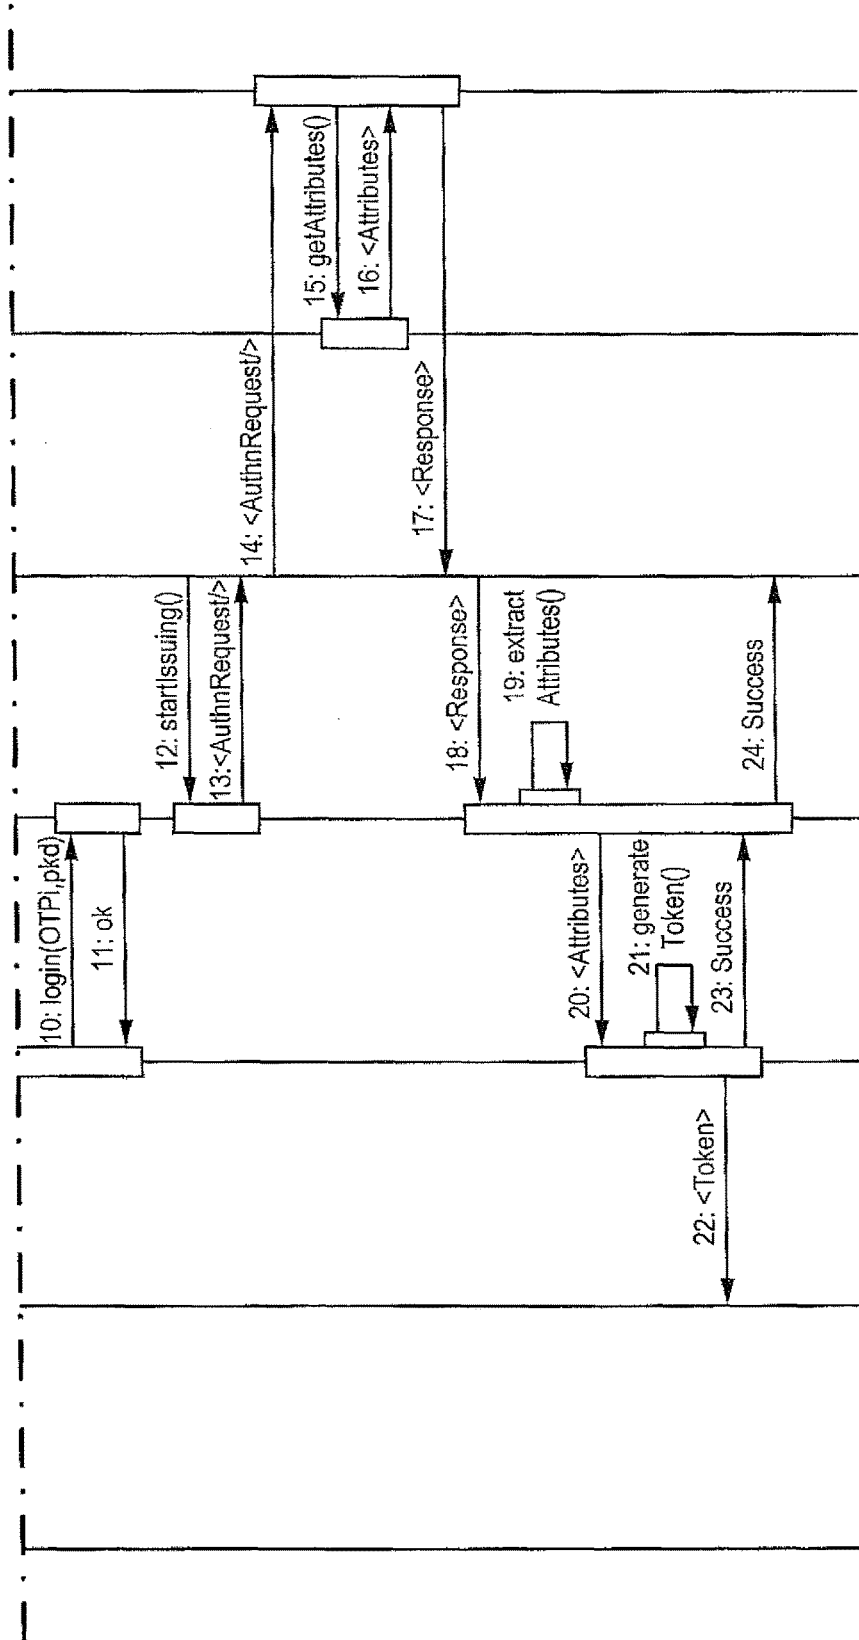 10: login(OTPi,pkd)
11: ok
12: startIssuing()
13:<AuthnRequest/>
14: <AuthnRequest/>
15: getAttributes()
16: <Attributes>
17: <Response>
18: <Response>
19: extract
Attributes()
20: <Attributes>
21: generate
Token()
22: <Token>
23: Success
24: Success